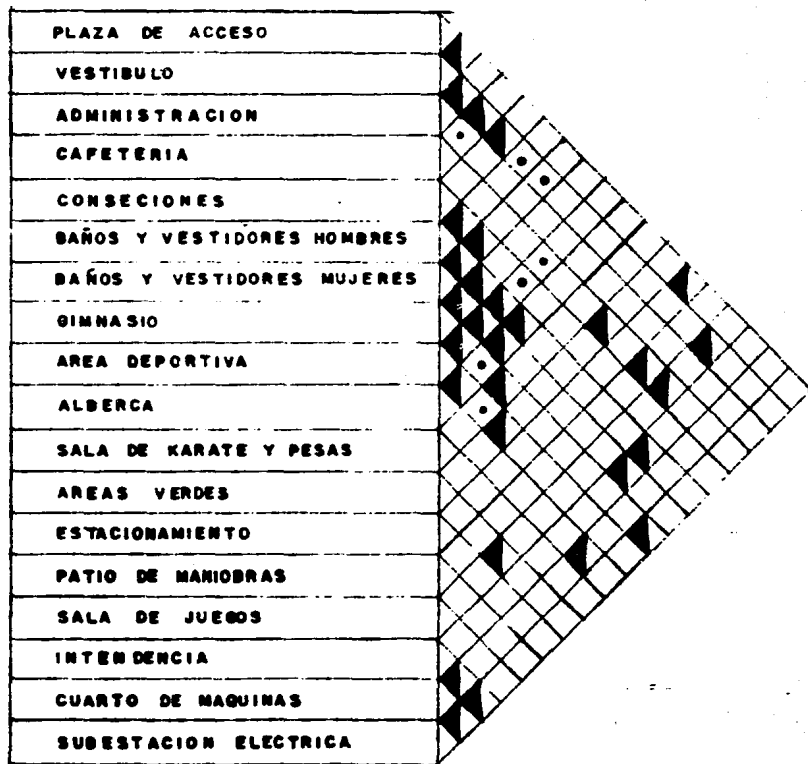 PLAZA DE ACCESO
VESTIBULO
ADMINISTRACION
CAFETERIA
CONSECIONES
BAÑOS Y VESTIDORES HOMBRES
BAÑOS Y VESTIDORES MUJERES
GIMNASIO
AREA DEPORTIVA
ALBERCA
SALA DE KARATE Y PESAS
AREAS VERDES
ESTACIONAMIENTO
PATIO DE MANIOBRAS
SALA DE JUEGOS
INTENDENCIA
CUARTO DE MAQUINAS
SUBESTACION ELECTRICA